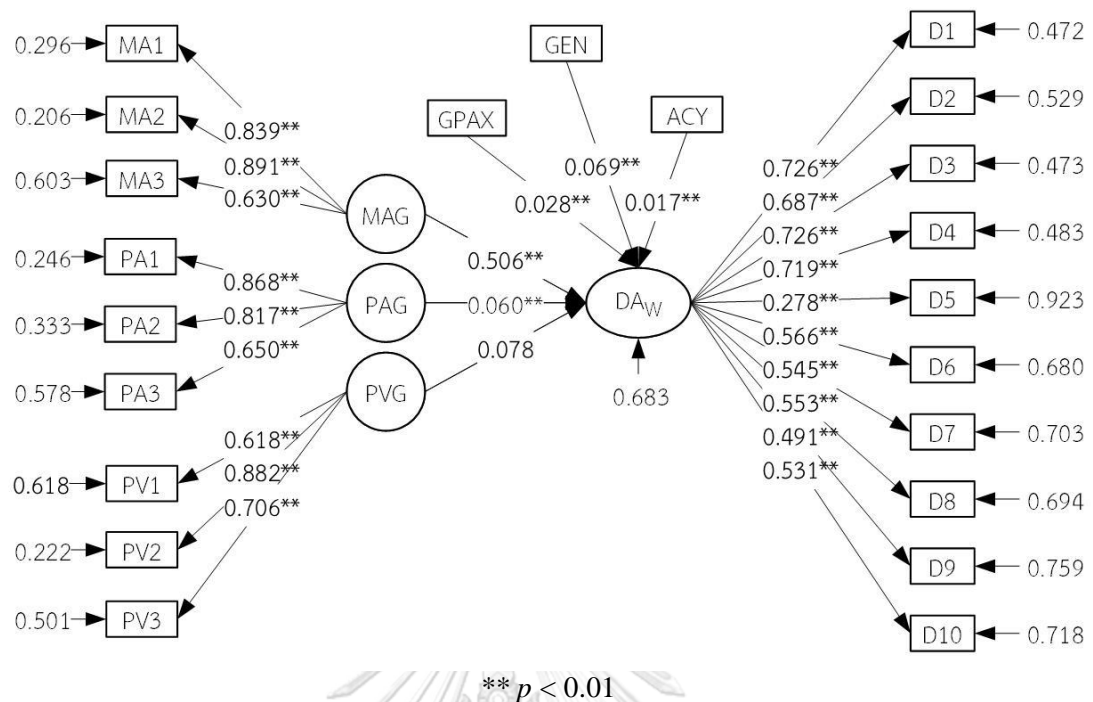 0.296
MA1
0.206
MA2
0.603
MA3
0.246
PA1
0.333
PA2
0.578
PA3
0.618
PV1
0.222
PV2
0.501
PV3
0.839**
0.891**
0.630**
0.868**
0.817**
0.650**
0.618**
0.882**
0.706**
MAG
PAG
PVG
GPAX
GEN
ACY
0.028**
0.069**
0.017**
0.506**
0.060**
0.078
DAW
0.683
0.726**
0.687**
0.726**
0.719**
0.278**
0.566**
0.545**
0.553**
0.491**
0.531**
D1
0.472
D2
0.529
D3
0.473
D4
0.483
D5
0.923
D6
0.680
D7
0.703
D8
0.694
D9
0.759
D10
0.718
** p < 0.01